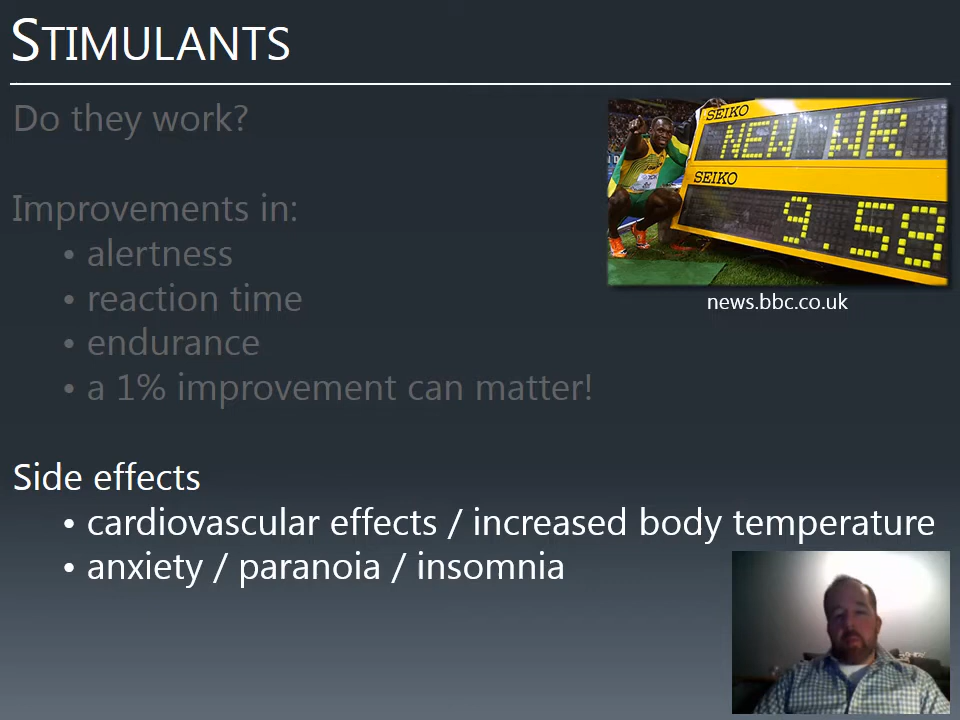 STIMULANTS
Do they work?
Improvements in:
• alertness
• reaction time
• endurance
• a 1% improvement can matter!
SEIKO
NEW WR
SEIKO
9.58
news.bbc.co.uk
Side effects
• cardiovascular effects / increased body temperature
• anxiety / paranoia / insomnia